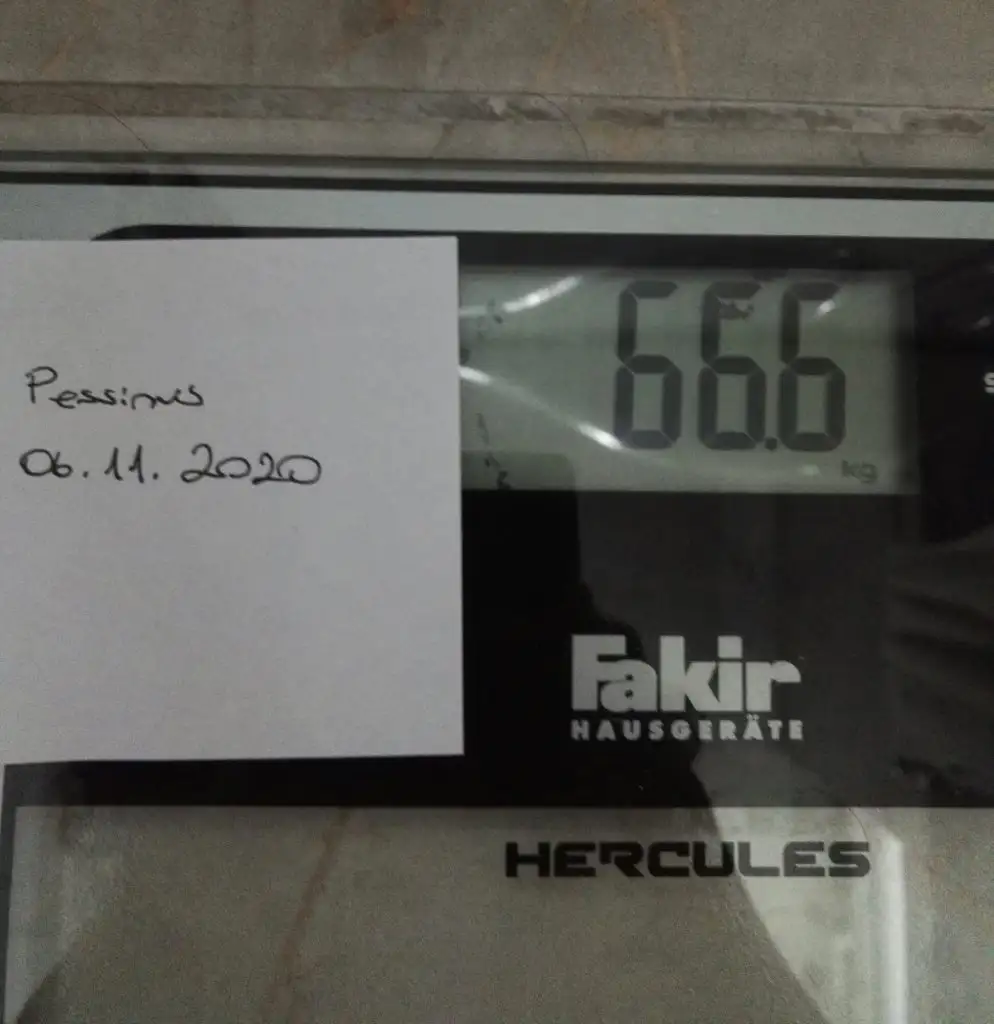 Pessimus
06.11.2020
66.6
kg
Fakir
HAUSGERÄTE
HERCULES